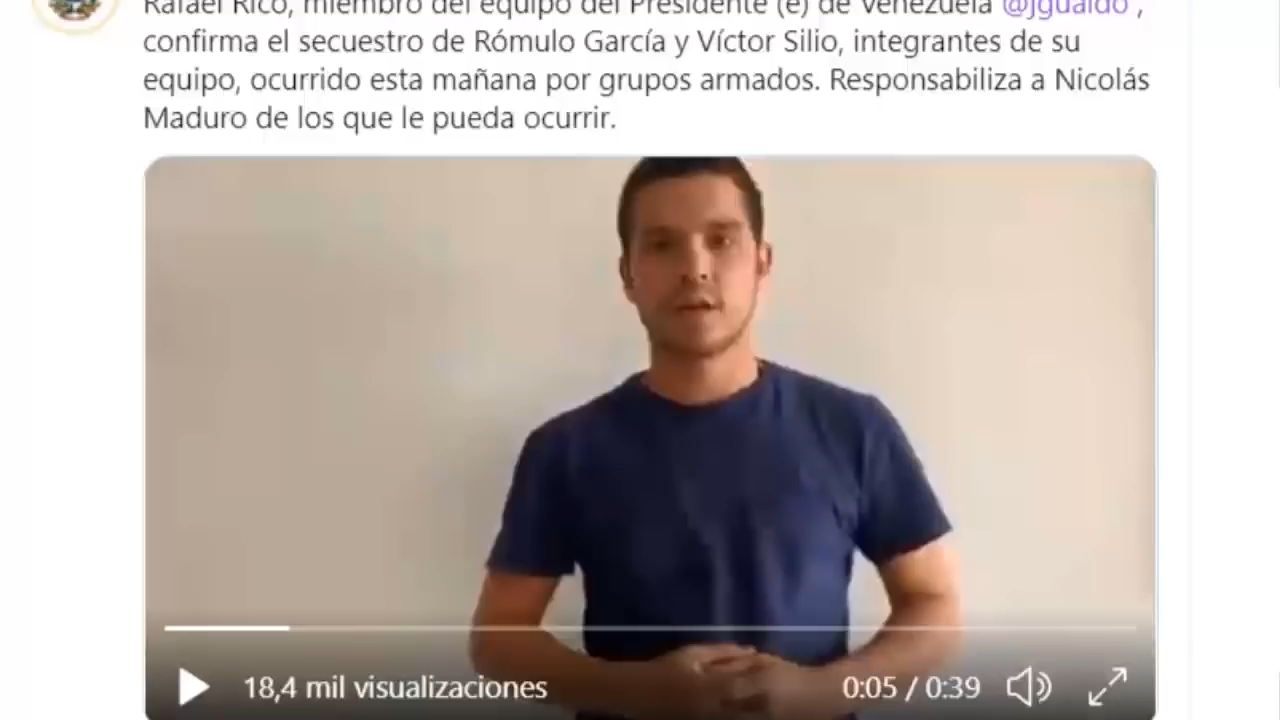 Rafael Rico, miembro del equipo del Presidente (e) de Venezuela @jguaido ,
confirma el secuestro de Rómulo García y Víctor Silio, integrantes de su
equipo, ocurrido esta mañana por grupos armados. Responsabiliza a Nicolás
Maduro de los que le pueda ocurrir.
18,4 mil visualizaciones 0:05 / 0:39